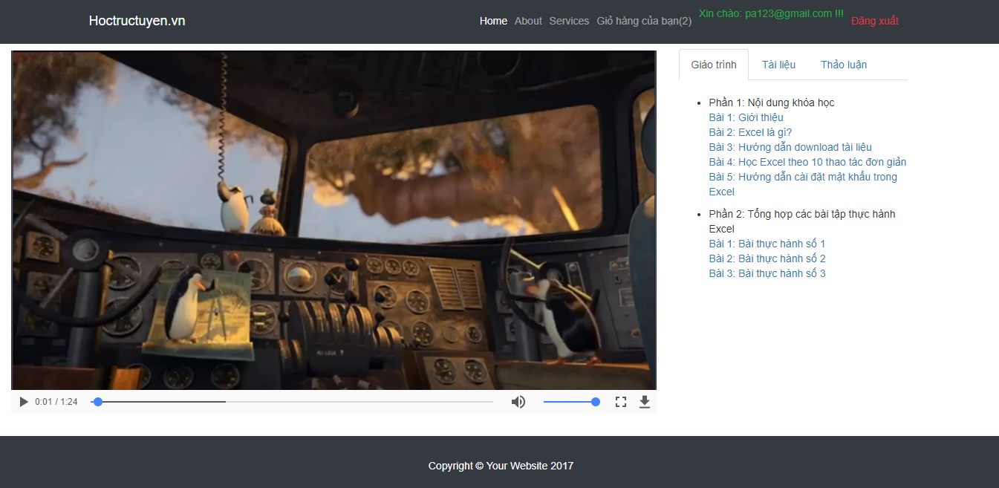 Hoctructuyen.vn
Home About Services Giỏ hàng của bạn(2) Xin chào: pa123@gmail.com !!! Đăng xuất
Giáo trình Tài liệu Thảo luận
Phần 1: Nội dung khóa học
Bài 1: Giới thiệu
Bài 2: Excel là gì?
Bài 3: Hướng dẫn download tài liệu
Bài 4: Học Excel theo 10 thao tác đơn giản
Bài 5: Hướng dẫn cài đặt mật khẩu trong
Excel
Phần 2: Tổng hợp các bài tập thực hành
Excel
Bài 1: Bài thực hành số 1
Bài 2: Bài thực hành số 2
Bài 3: Bài thực hành số 3
0:01 / 1:24
Copyright © Your Website 2017